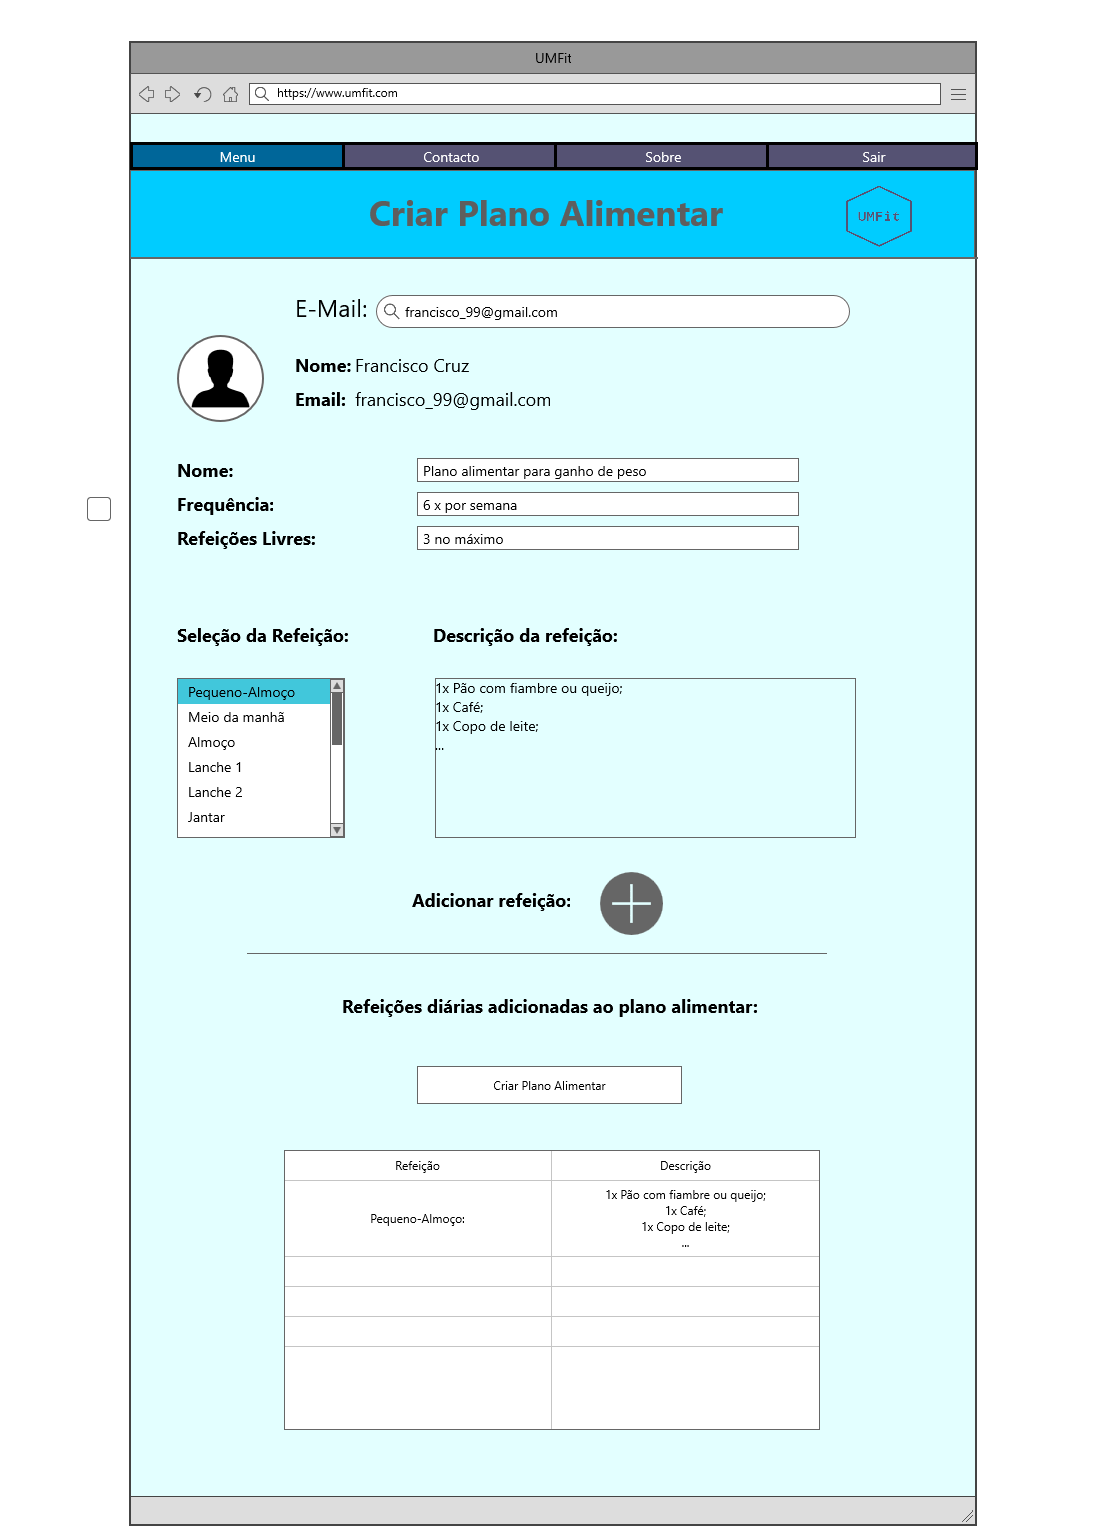 UMFit
https://www.umfit.com
Menu Contacto Sobre Sair
Criar Plano Alimentar
UMFit
E-Mail: francisco_99@gmail.com
Nome: Francisco Cruz
Email: francisco_99@gmail.com
Nome: Plano alimentar para ganho de peso
Frequência: 6 x por semana
Refeições Livres: 3 no máximo
Seleção da Refeição:
Pequeno-Almoço
Meio da manhã
Almoço
Lanche 1
Lanche 2
Jantar
Descrição da refeição:
1x Pão com fiambre ou queijo;
1x Café;
1x Copo de leite;
...
Adicionar refeição:
Refeições diárias adicionadas ao plano alimentar:
Criar Plano Alimentar
Refeição Descrição
Pequeno-Almoço:
1x Pão com fiambre ou queijo;
1x Café;
1x Copo de leite;
...